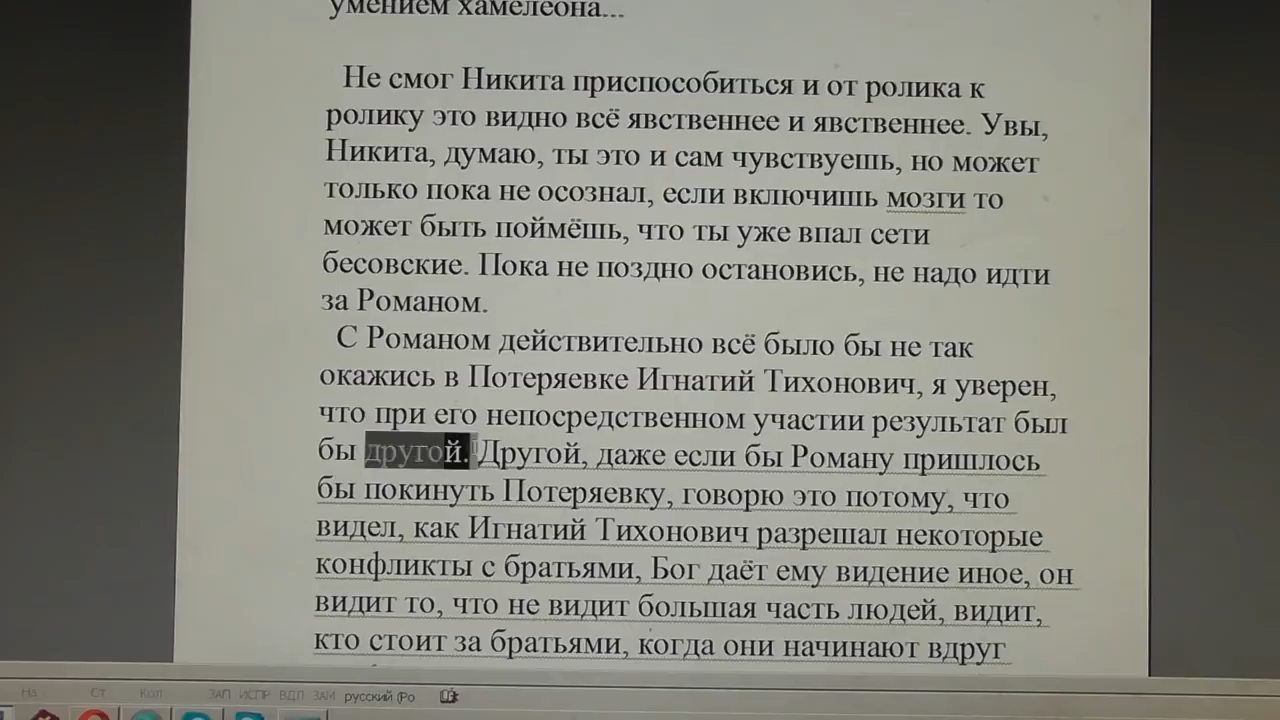 умением хамелеона...
Не смог Никита приспособиться и от ролика к
ролику это видно всё явственнее и явственнее. Увы,
Никита, думаю, ты это и сам чувствуешь, но может
только пока не осознал, если включишь мозги то
может быть поймёшь, что ты уже впал сети
бесовские. Пока не поздно остановись, не надо идти
за Романом.
С Романом действительно всё было бы не так
окажись в Потеряевке Игнатий Тихонович, я уверен,
что при его непосредственном участии результат был
бы другой. Другой, даже если бы Роману пришлось
бы покинуть Потеряевку, говорю это потому, что
видел, как Игнатий Тихонович разрешал некоторые
конфликты с братьями, Бог даёт ему видение иное, он
видит то, что не видит большая часть людей, видит,
кто стоит за братьями, когда они начинают вдруг
На Ст Кол ЗАП ИСПР ВДЛ ЗАМ русский (Ро